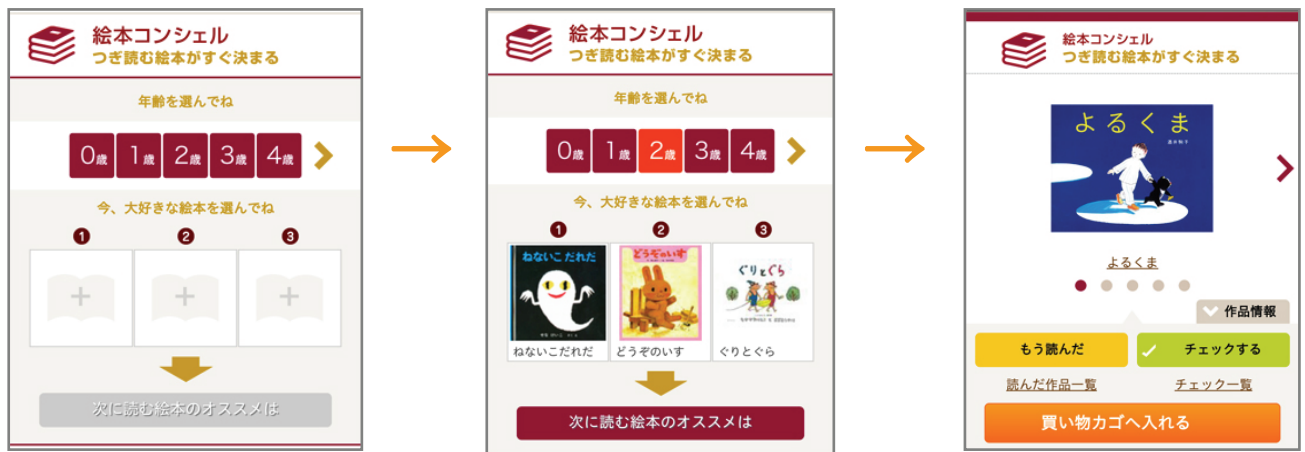 絵本コンシェル
つぎ読む絵本がすぐ決まる
年齢を選んでね
0歳 1歳 2歳 3歳 4歳
今、大好きな絵本を選んでね
1 2 3
次に読む絵本のオススメは
絵本コンシェル
つぎ読む絵本がすぐ決まる
年齢を選んでね
0歳 1歳 2歳 3歳 4歳
今、大好きな絵本を選んでね
1 2 3
ねないこ だれだ
どうぞのいす
ぐりとぐら
ねないこだれだ
どうぞのいす
ぐりとぐら
次に読む絵本のオススメは
絵本コンシェル
つぎ読む絵本がすぐ決まる
よるくま
酒井駒子
よるくま
作品情報
もう読んだ
チェックする
読んだ作品一覧
チェック一覧
買い物カゴへ入れる